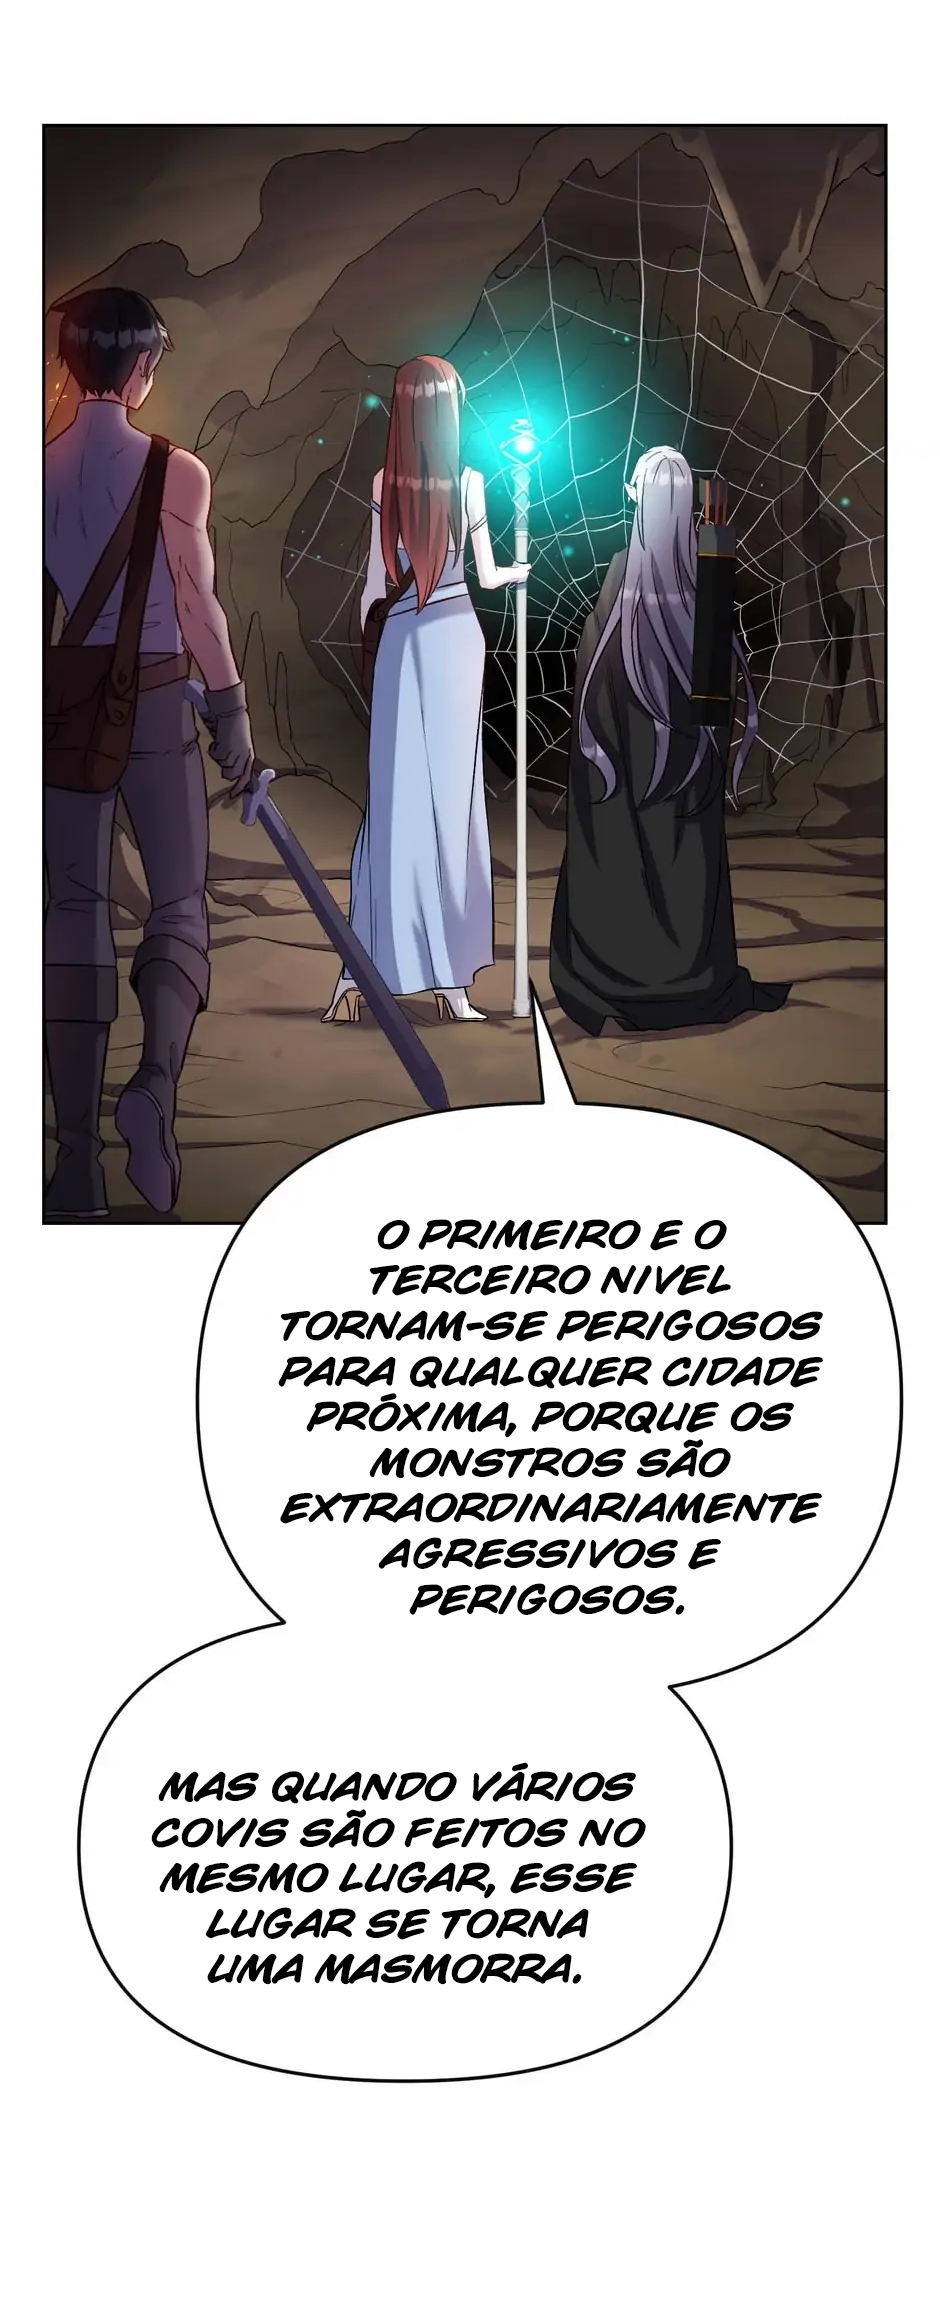 O PRIMEIRO E O
TERCEIRO NIVEL
TORNAM-SE PERIGOSOS
PARA QUALQUER CIDADE
PRÓXIMA, PORQUE OS
MONSTROS SÃO
EXTRAORDINARIAMENTE
AGRESSIVOS E
PERIGOSOS.
MAS QUANDO VÁRIOS
COVIS SÃO FEITOS NO
MESMO LUGAR, ESSE
LUGAR SE TORNA
UMA MASMORRA.